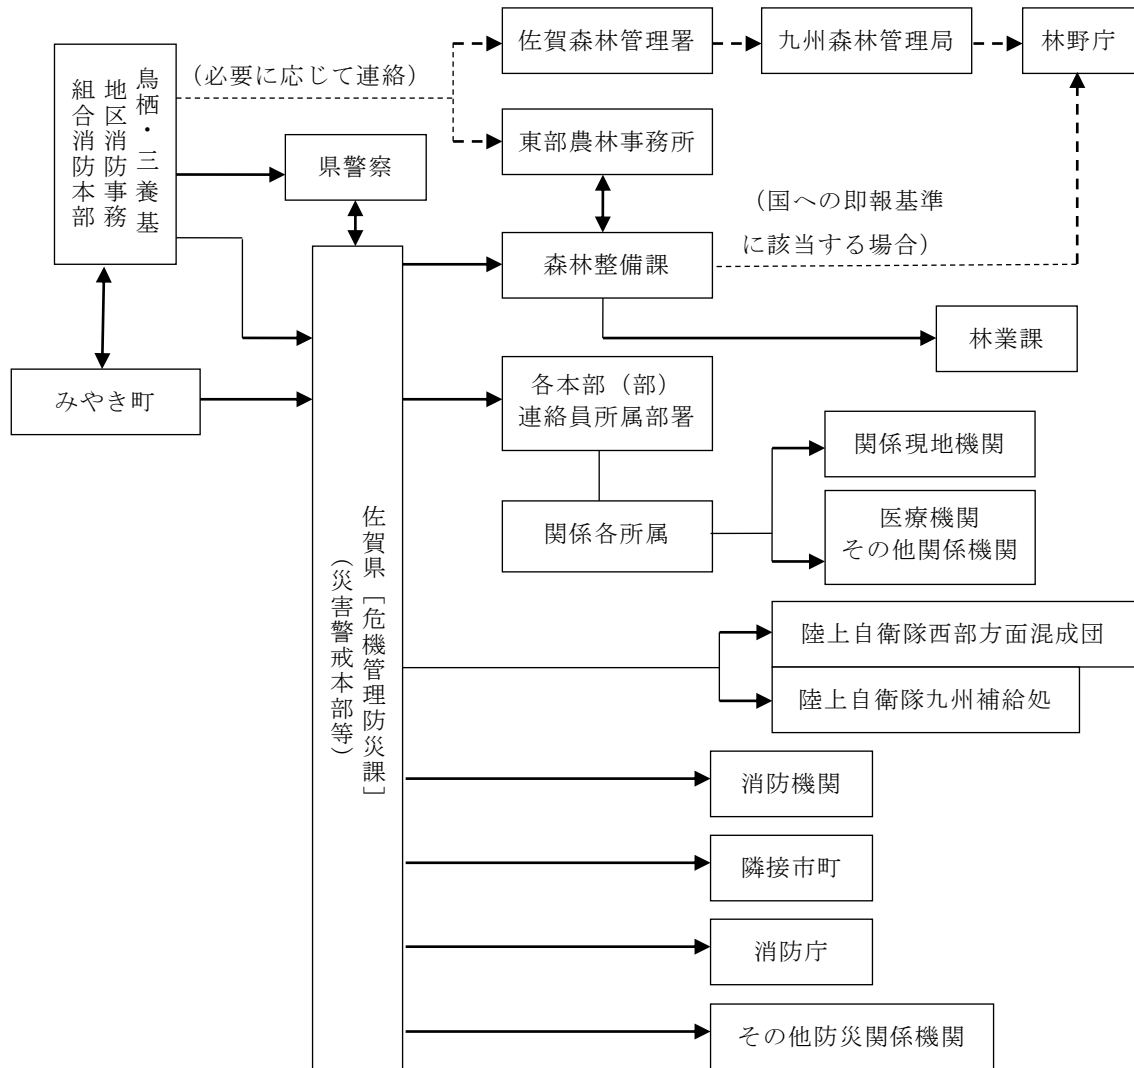 鳥栖・三養基
地区消防事務
組合消防本部
(必要に応じて連絡)
佐賀森林管理署
九州森林管理局
林野庁
東部農林事務所
県警察
(国への即報基準
に該当する場合)
森林整備課
林業課
みやき町
各本部(部)
連絡員所属部署
関係現地機関
関係各所属
医療機関
その他関係機関
佐賀県[危機管理防災課]
(災害警戒本部等)
陸上自衛隊西部方面混成団
陸上自衛隊九州補給処
消防機関
隣接市町
消防庁
その他防災関係機関